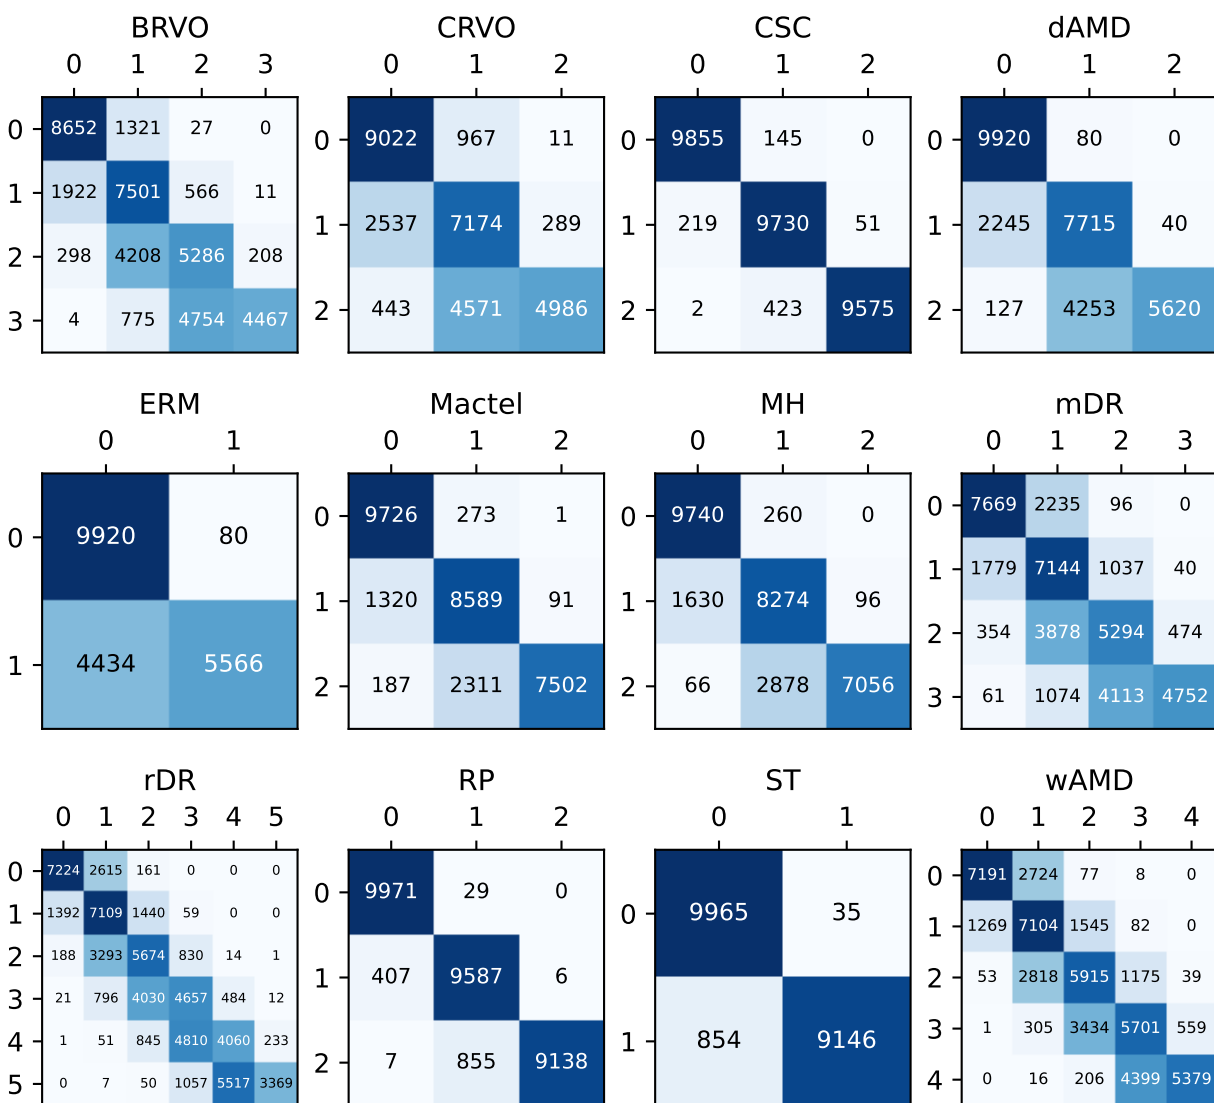 BRVO CRVO CSC dAMD
0 1 2 3 0 1 2 0 1 2 0 1 2
0 8652 1321 27 0 0 9022 967 11 0 9855 145 0 0 9920 80 0
1 1922 7501 566 11 1 2537 7174 289 1 219 9730 51 1 2245 7715 40
2 298 4208 5286 208 2 443 4571 4986 2 2 423 9575 2 127 4253 5620
3 4 775 4754 4467
ERM Mactel MH mDR
0 1 0 1 2 0 1 2 0 1 2 3
0 9920 80 0 9726 273 1 0 9740 260 0 0 7669 2235 96 0
1 1779 7144 1037 40
1 4434 5566 1 1320 8589 91 1 1630 8274 96 2 354 3878 5294 474
2 187 2311 7502 2 66 2878 7056 3 61 1074 4113 4752
rDR RP ST wAMD
0 1 2 3 4 5 0 1 2 0 1 0 1 2 3 4
0 7224 2615 161 0 0 0 0 9971 29 0 0 9965 35 0 7191 2724 77 8 0
1 1392 7109 1440 59 0 0 1 1269 7104 1545 82 0
2 188 3293 5674 830 14 1 1 407 9587 6 2 53 2818 5915 1175 39
3 21 796 4030 4657 484 12 3 1 305 3434 5701 559
4 1 51 845 4810 4060 233 2 7 855 9138 1 854 9146 4 0 16 206 4399 5379
5 0 7 50 1057 5517 3369